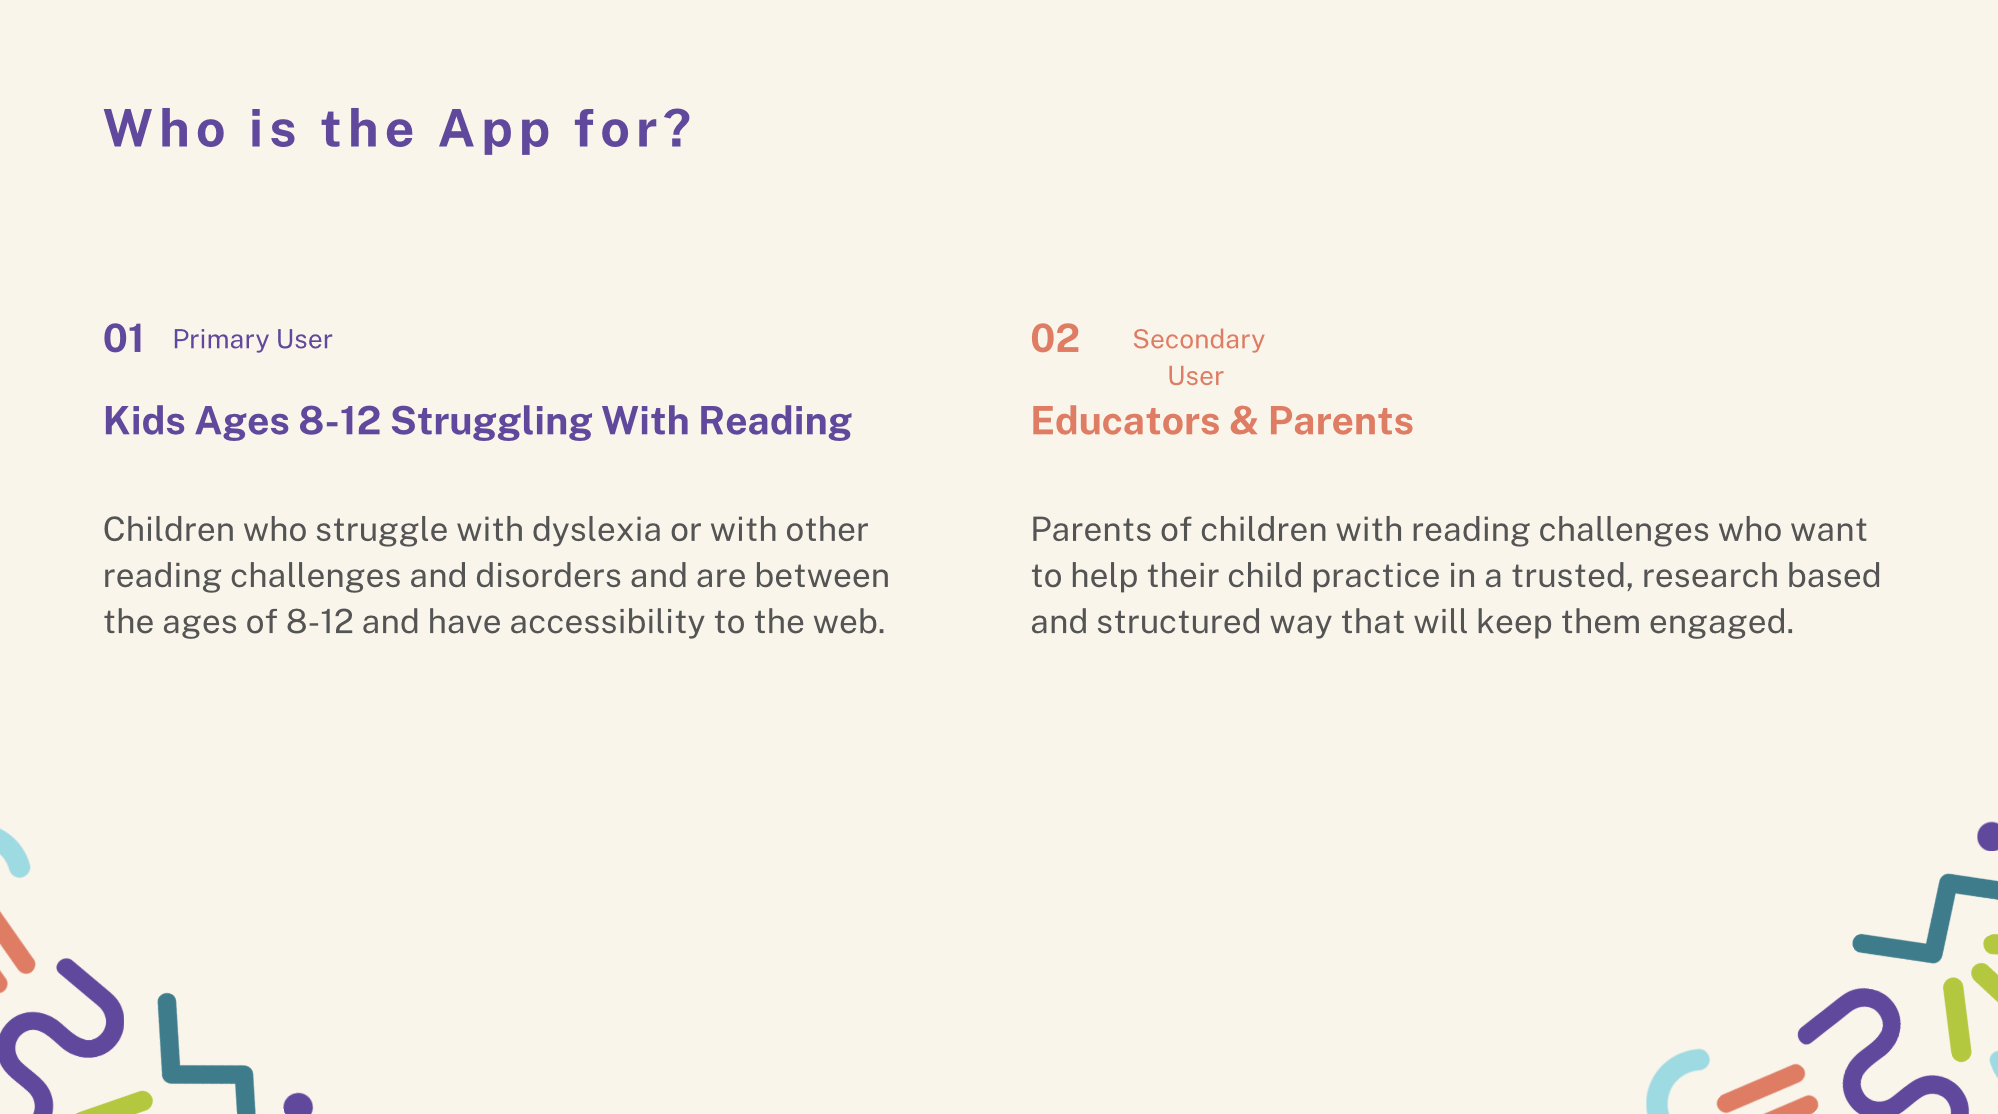 Who is the App for?
01 Primary User
Kids Ages 8-12 Struggling With Reading
Children who struggle with dyslexia or with other
reading challenges and disorders and are between
the ages of 8-12 and have accessibility to the web.
02 Secondary
User
Educators & Parents
Parents of children with reading challenges who want
to help their child practice in a trusted, research based
and structured way that will keep them engaged.